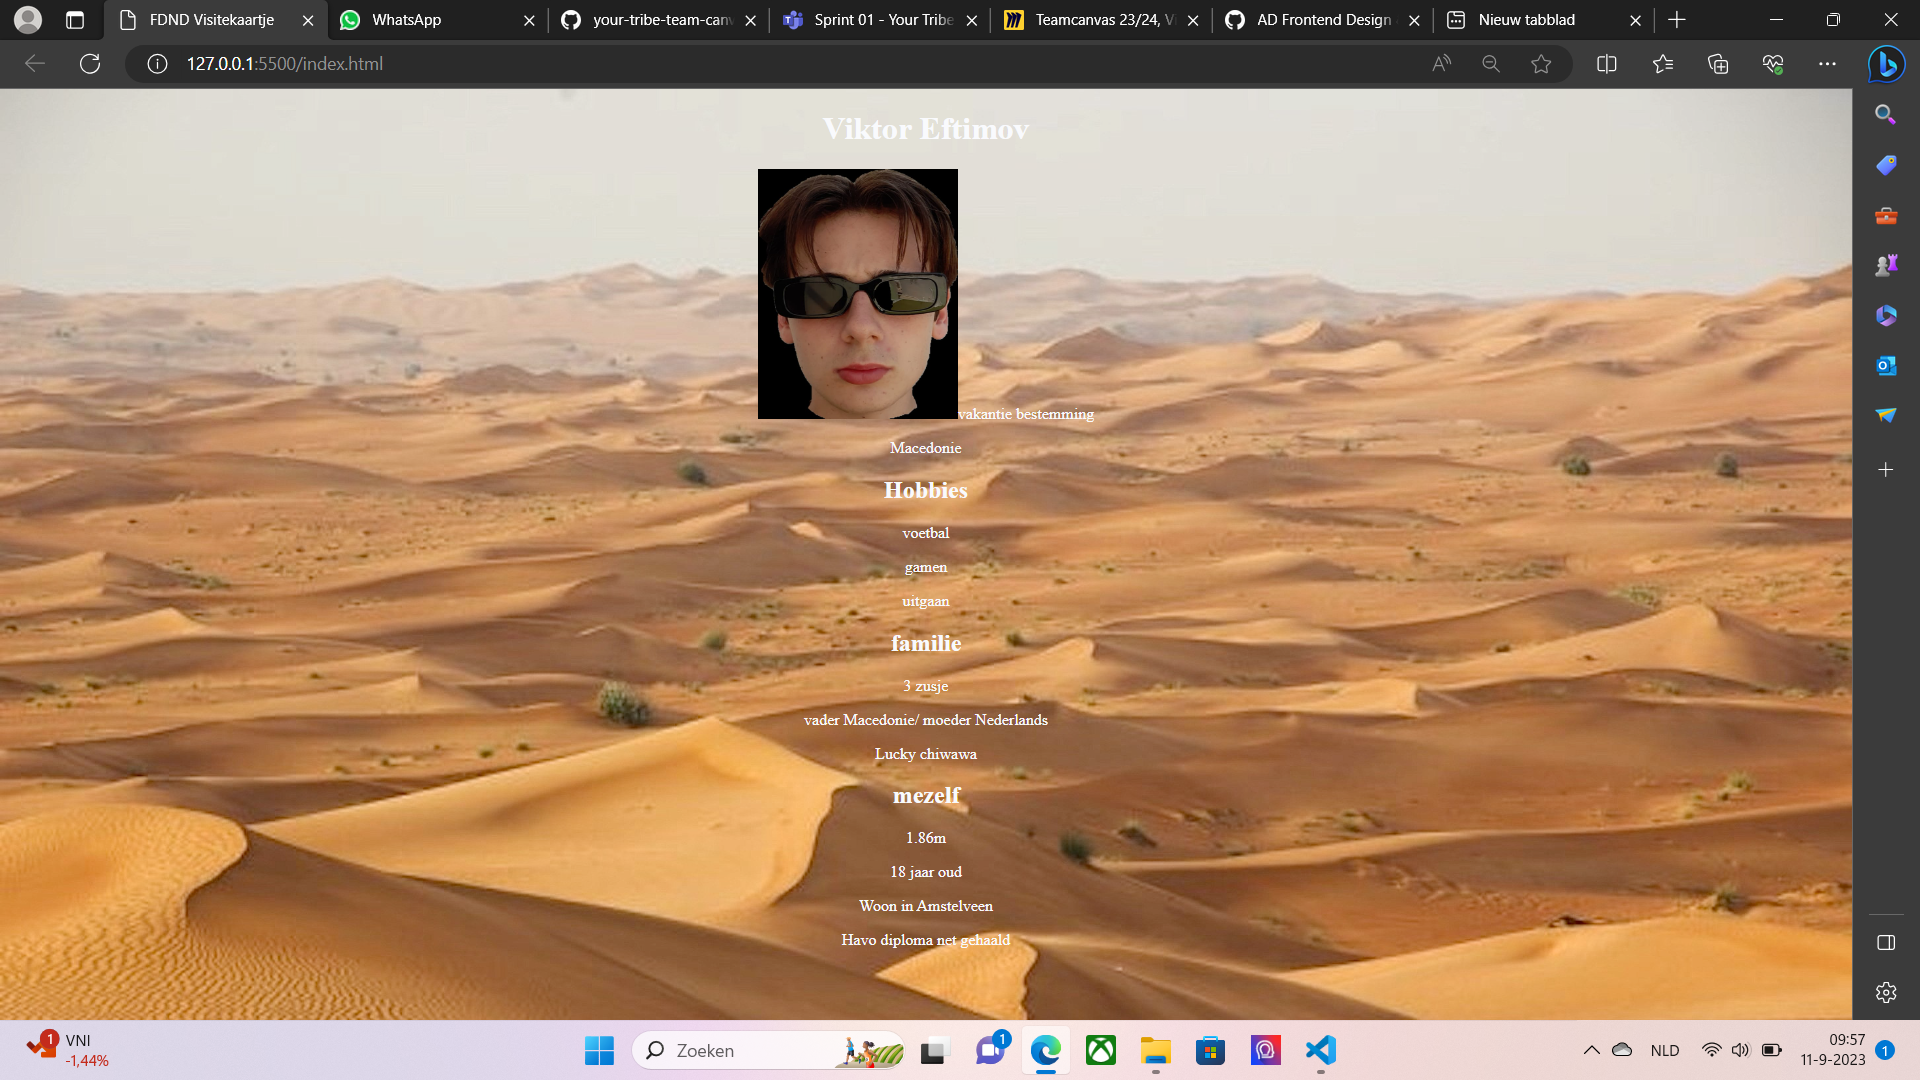 FDND Visitekaartje
WhatsApp
your-tribe-team-canv
Sprint 01 - Your Tribe
Teamcanvas 23/24, V
AD Frontend Design
Nieuw tabblad
127.0.0.1:5500/index.html
Viktor Eftimov
vakantie bestemming
Macedonie
Hobbies
voetbal
gamen
uitgaan
familie
3 zusje
vader Macedonie/ moeder Nederlands
Lucky chiwawa
mezelf
1.86m
18 jaar oud
Woon in Amstelveen
Havo diploma net gehaald
1
VNI
-1,44%
Zoeken
1
NLD
09:57
11-9-2023
1